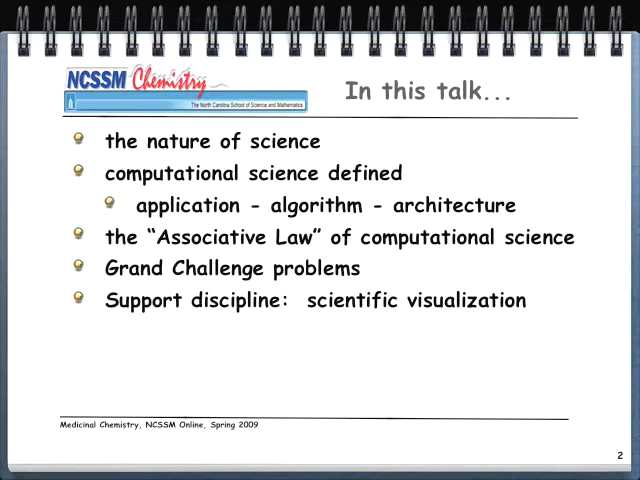 NCSSM Chemistry
The North Carolina School of Science and Mathematics
In this talk...
the nature of science
computational science defined
application - algorithm - architecture
the “Associative Law” of computational science
Grand Challenge problems
Support discipline:  scientific visualization
Medicinal Chemistry, NCSSM Online, Spring 2009
2